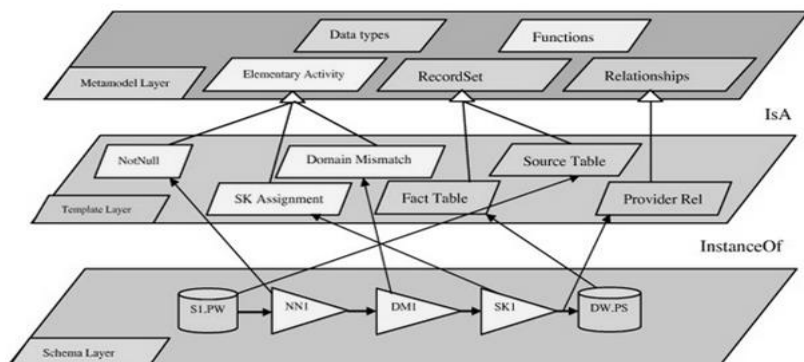 Data types
Functions
Elementary Activity
RecordSet
Relationships
Metamodel Layer
IsA
NotNull
Domain Mismatch
Source Table
SK Assignment
Fact Table
Provider Rel
Template Layer
InstanceOf
S1.PW
NN1
DM1
SK1
DW.PS
Schema Layer